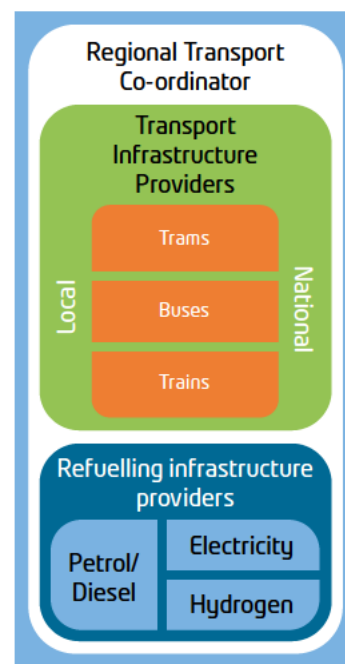 Regional Transport
Co-ordinator
Transport
Infrastructure
Providers
Local
Trams
Buses
Trains
National
Refuelling infrastructure
providers
Petrol/
Diesel
Electricity
Hydrogen